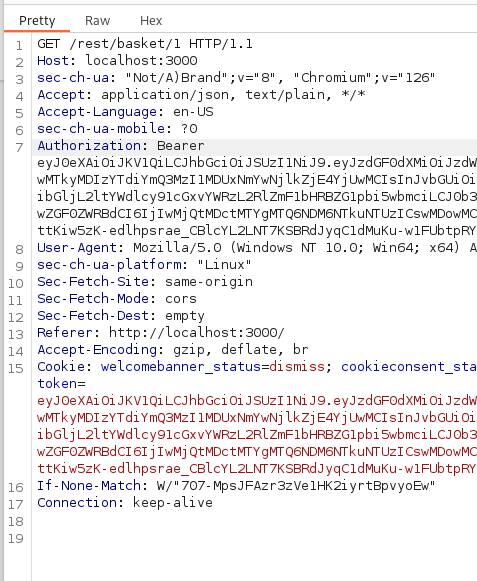 Pretty Raw Hex
1 GET /rest/basket/1 HTTP/1.1
2 Host: localhost:3000
3 sec-ch-ua: "Not/A)Brand";v="8", "Chromium";v="126"
4 Accept: application/json, text/plain, */*
5 Accept-Language: en-US
6 sec-ch-ua-mobile: ?0
7 Authorization: Bearer
eyJ0eXAiOiJKV1QiLCJhbGciOiJSUzI1NiJ9.eyJzdGF0dXMiOiJzdW
wMTkyMDIzYTdiYmQ3MzI1MDUxNmYwNjlkZjE4YjUwMCIsInJvbGUiOi
ibGljL2ltYWdlcy91cGxvYWRzL2RlZmF1bHRBZG1pbi5wbmciLCJ0b3
wZGF0ZWRBdCI6IjIwMjQtMDctMTYgMTQ6NDM6NTkuNTUzICswMDowMC
ttKiw5zK-edlhpsrae_CBlcYL2LNT7KSBRdJyqC1dMuKu-w1FUbtpRY
8 User-Agent: Mozilla/5.0 (Windows NT 10.0; Win64; x64) A
9 sec-ch-ua-platform: "Linux"
10 Sec-Fetch-Site: same-origin
11 Sec-Fetch-Mode: cors
12 Sec-Fetch-Dest: empty
13 Referer: http://localhost:3000/
14 Accept-Encoding: gzip, deflate, br
15 Cookie: welcomebanner_status=dismiss; cookieconsent_sta
token=
eyJ0eXAiOiJKV1QiLCJhbGciOiJSUzI1NiJ9.eyJzdGF0dXMiOiJzdW
wMTkyMDIzYTdiYmQ3MzI1MDUxNmYwNjlkZjE4YjUwMCIsInJvbGUiOi
ibGljL2ltYWdlcy91cGxvYWRzL2RlZmF1bHRBZG1pbi5wbmciLCJ0b3
wZGF0ZWRBdCI6IjIwMjQtMDctMTYgMTQ6NDM6NTkuNTUzICswMDowMC
ttKiw5zK-edlhpsrae_CBlcYL2LNT7KSBRdJyqC1dMuKu-w1FUbtpRY
16 If-None-Match: W/"707-MpsJFAzr3zVe1HK2iyrtBpvyoEw"
17 Connection: keep-alive
18
19